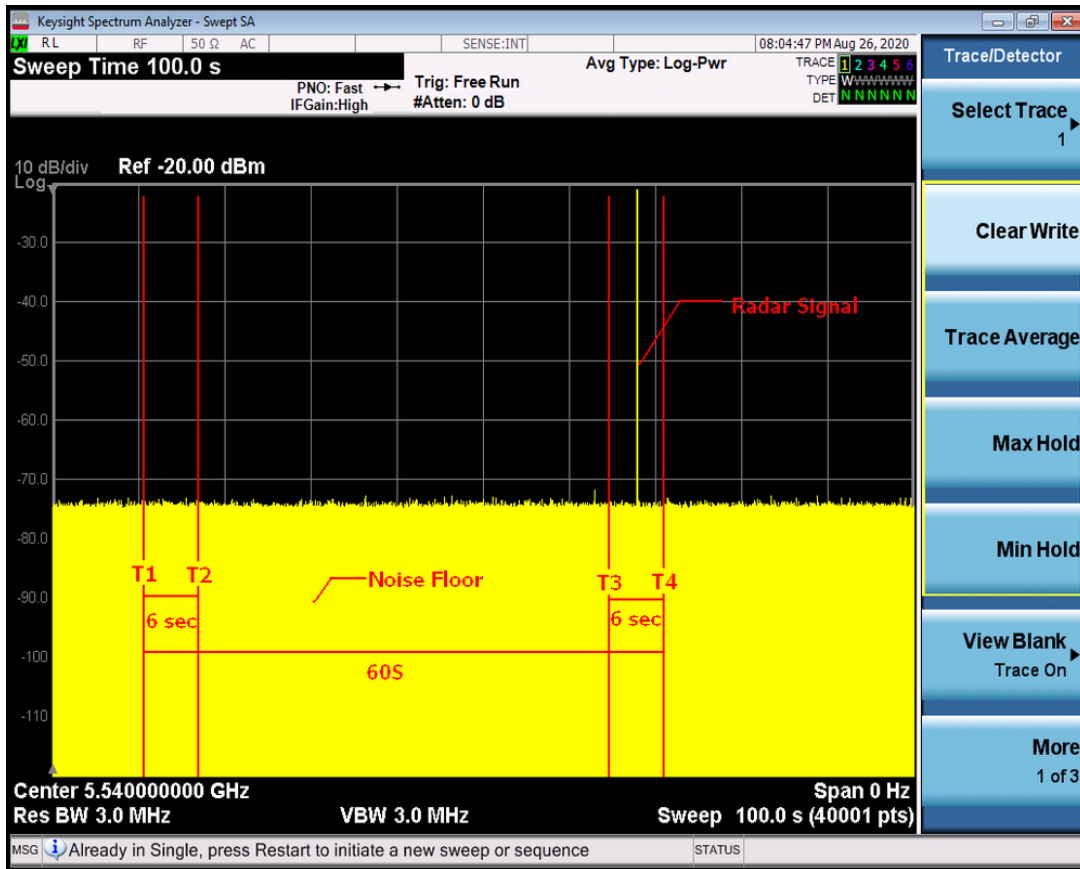 Keysight Spectrum Analyzer - Swept SA
LXI RL RF 50 Ω AC SENSE:INT 08:04:47 PM Aug 26, 2020
Sweep Time 100.0 s
PNO: Fast
IFGain:High
Trig: Free Run
#Atten: 0 dB
Avg Type: Log-Pwr
TRACE 1 2 3 4 5 6
TYPE WWWWWWW
DET N N N N N N
10 dB/div Ref -20.00 dBm
Log
-30.0
-40.0
-50.0
-60.0
-70.0
-80.0
-90.0
-100
-110
Radar Signal
T1 T2
Noise Floor
T3 T4
6 sec
6 sec
60S
Center 5.540000000 GHz Span 0 Hz
Res BW 3.0 MHz VBW 3.0 MHz Sweep 100.0 s (40001 pts)
MSG Already in Single, press Restart to initiate a new sweep or sequence STATUS
Trace/Detector
Select Trace
1
Clear Write
Trace Average
Max Hold
Min Hold
View Blank
Trace On
More
1 of 3